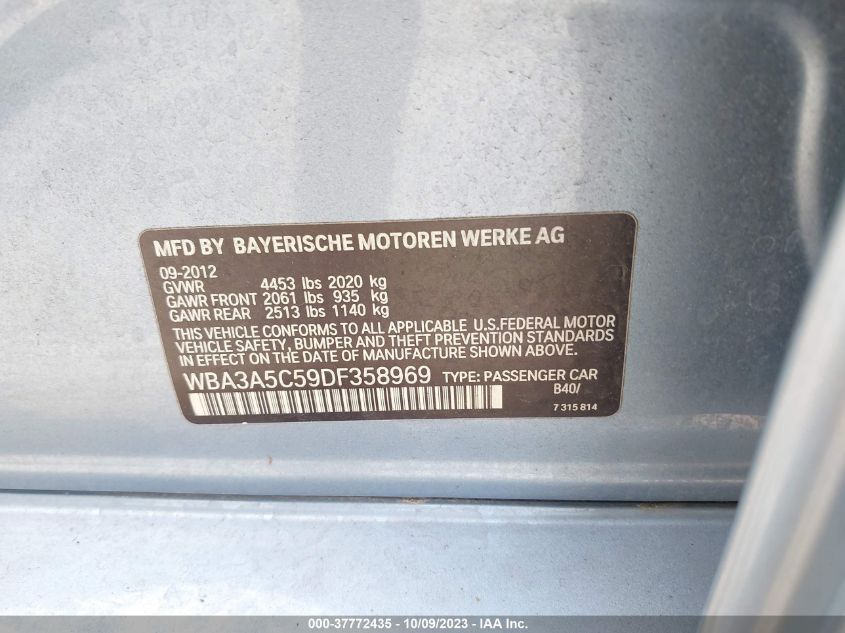 MFD BY BAYERISCHE MOTOREN WERKE AG
09-2012
GVWR 4453 lbs 2020 kg
GAWR FRONT 2061 lbs 935 kg
GAWR REAR 2513 lbs 1140 kg
THIS VEHICLE CONFORMS TO ALL APPLICABLE U.S.FEDERAL MOTOR
VEHICLE SAFETY, BUMPER AND THEFT PREVENTION STANDARDS
IN EFFECT ON THE DATE OF MANUFACTURE SHOWN ABOVE.
WBA3A5C59DF358969 TYPE: PASSENGER CAR
B40/
7 315 814
000-37772435 - 10/09/2023 - © IAA, Inc.